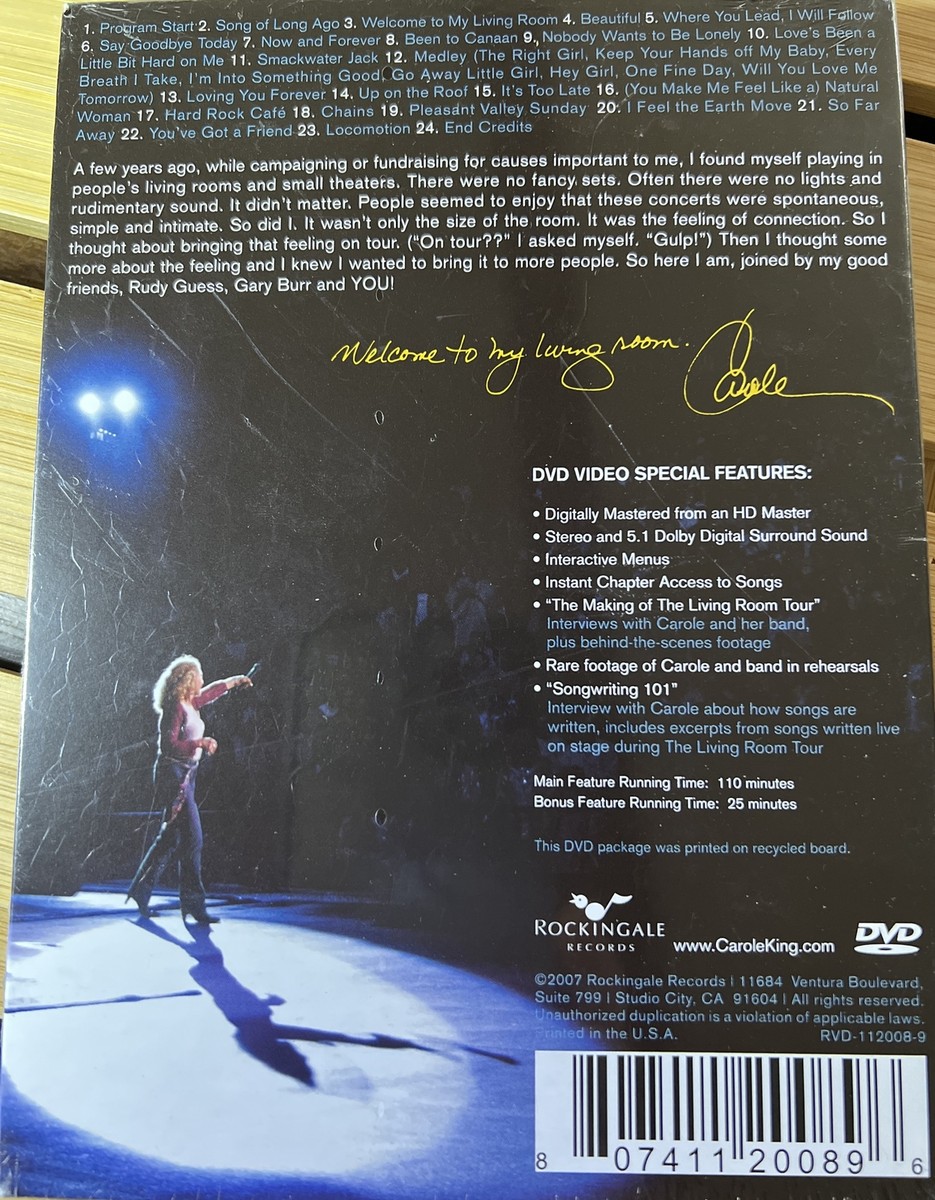 1. Program Start 2. Song of Long Ago 3. Welcome to My Living Room 4. Beautiful 5. Where You Lead, I Will Follow
6. Say Goodbye Today 7. Now and Forever 8. Been to Canaan 9. Nobody Wants to Be Lonely 10. Love's Been a
Little Bit Hard on Me 11. Smackwater Jack 12. Medley (The Right Girl, Keep Your Hands off My Baby, Every
Breath I Take, I'm Into Something Good, Go Away Little Girl, Hey Girl, One Fine Day, Will You Love Me
Tomorrow) 13. Loving You Forever 14. Up on the Roof 15. It's Too Late 16. (You Make Me Feel Like a) Natural
Woman 17. Hard Rock Café 18. Chains 19. Pleasant Valley Sunday 20. I Feel the Earth Move 21. So Far
Away 22. You've Got a Friend 23. Locomotion 24. End Credits
A few years ago, while campaigning or fundraising for causes important to me, I found myself playing in
people's living rooms and small theaters. There were no fancy sets. Often there were no lights and
rudimentary sound. It didn't matter. People seemed to enjoy that these concerts were spontaneous,
simple and intimate. So did I. It wasn't only the size of the room. It was the feeling of connection. So I
thought about bringing that feeling on tour. ("On tour??" I asked myself. "Gulp!") Then I thought some
more about the feeling and I knew I wanted to bring it to more people. So here I am, joined by my good
friends, Rudy Guess, Gary Burr and YOU!
Welcome to my living room. Carole
DVD VIDEO SPECIAL FEATURES:
• Digitally Mastered from an HD Master
• Stereo and 5.1 Dolby Digital Surround Sound
• Interactive Menus
• Instant Chapter Access to Songs
• "The Making of The Living Room Tour"
Interviews with Carole and her band,
plus behind-the-scenes footage
• Rare footage of Carole and band in rehearsals
• "Songwriting 101"
Interview with Carole about how songs are
written, includes excerpts from songs written live
on stage during The Living Room Tour
Main Feature Running Time: 110 minutes
Bonus Feature Running Time: 25 minutes
This DVD package was printed on recycled board.
ROCKINGALE
RECORDS
www.CaroleKing.com
DVD
©2007 Rockingale Records | 11684 Ventura Boulevard,
Suite 799 | Studio City, CA 91604 | All rights reserved.
Unauthorized duplication is a violation of applicable laws.
Printed in the U.S.A. RVD-112008-9
8 07411 20089 6